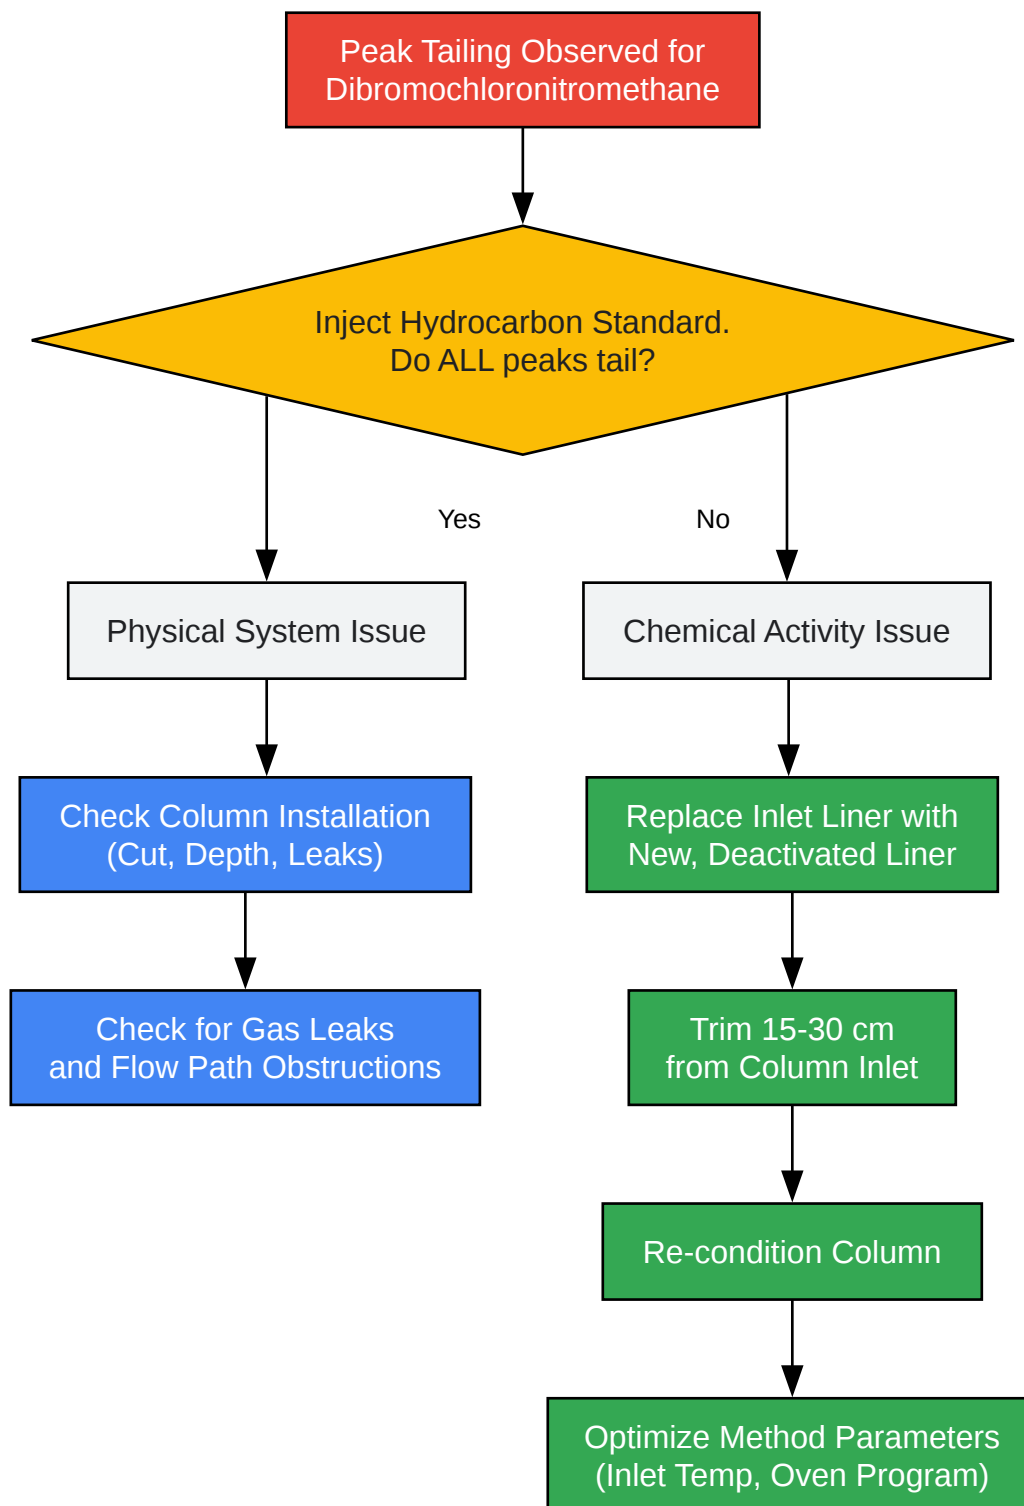 Peak Tailing Observed for
Dibromochloronitromethane
Inject Hydrocarbon Standard.
Do ALL peaks tail?
Yes
No
Physical System Issue
Chemical Activity Issue
Check Column Installation
(Cut, Depth, Leaks)
Replace Inlet Liner with
New, Deactivated Liner
Check for Gas Leaks
and Flow Path Obstructions
Trim 15-30 cm
from Column Inlet
Re-condition Column
Optimize Method Parameters
(Inlet Temp, Oven Program)